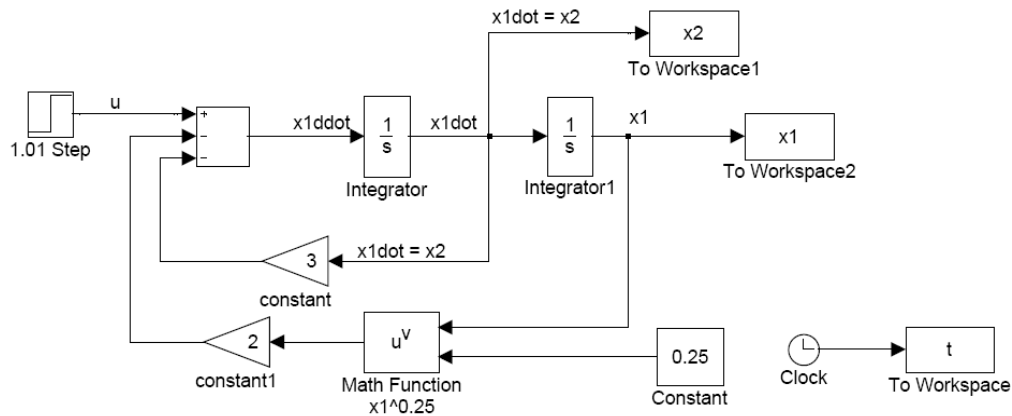 x1dot = x2
x2
To Workspace1
u
+
−
−
1.01 Step
x1ddot
1
s
Integrator
x1dot
1
s
Integrator1
x1
x1
To Workspace2
3
constant
x1dot = x2
2
constant1
uv
Math Function
x1^0.25
0.25
Constant
Clock
t
To Workspace